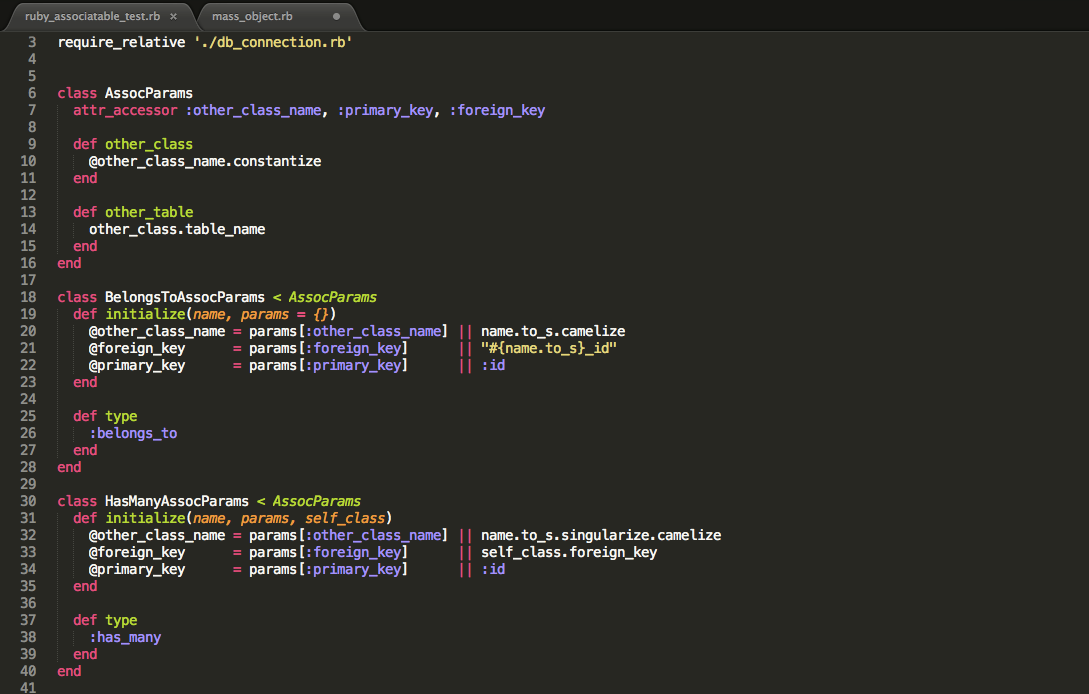 ruby_associatable_test.rb × mass_object.rb
3 require_relative './db_connection.rb'
4
5
6 class AssocParams
7   attr_accessor :other_class_name, :primary_key, :foreign_key
8
9   def other_class
10     @other_class_name.constantize
11   end
12
13   def other_table
14     other_class.table_name
15   end
16 end
17
18 class BelongsToAssocParams < AssocParams
19   def initialize(name, params = {})
20     @other_class_name = params[:other_class_name] || name.to_s.camelize
21     @foreign_key      = params[:foreign_key]      || "#{name.to_s}_id"
22     @primary_key      = params[:primary_key]      || :id
23   end
24
25   def type
26     :belongs_to
27   end
28 end
29
30 class HasManyAssocParams < AssocParams
31   def initialize(name, params, self_class)
32     @other_class_name = params[:other_class_name] || name.to_s.singularize.camelize
33     @foreign_key      = params[:foreign_key]      || self_class.foreign_key
34     @primary_key      = params[:primary_key]      || :id
35   end
36
37   def type
38     :has_many
39   end
40 end
41